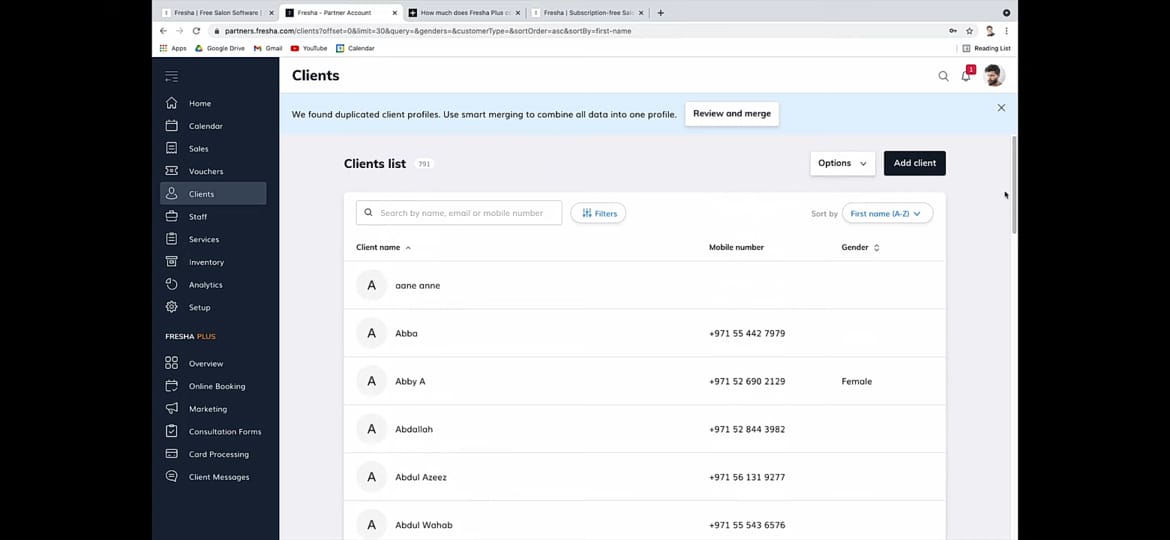 Fresha | Free Salon Software |
Fresha - Partner Account
How much does Fresha Plus co
Fresha | Subscription-free Salo
partners.fresha.com/clients?offset=0&limit=30&query=&genders=&customerType=&sortOrder=asc&sortBy=first-name
Apps
Google Drive
Gmail
YouTube
Calendar
Reading List
Clients
1
Home
Calendar
Sales
Vouchers
Clients
Staff
Services
Inventory
Analytics
Setup
FRESHA PLUS
Overview
Online Booking
Marketing
Consultation Forms
Card Processing
Client Messages
We found duplicated client profiles. Use smart merging to combine all data into one profile.
Review and merge
Clients list 791
Options
Add client
Search by name, email or mobile number
Filters
Sort by First name (A-Z)
Client name Mobile number Gender
A aane anne
A Abba +971 55 442 7979
A Abby A +971 52 690 2129 Female
A Abdallah +971 52 844 3982
A Abdul Azeez +971 56 131 9277
A Abdul Wahab +971 55 543 6576